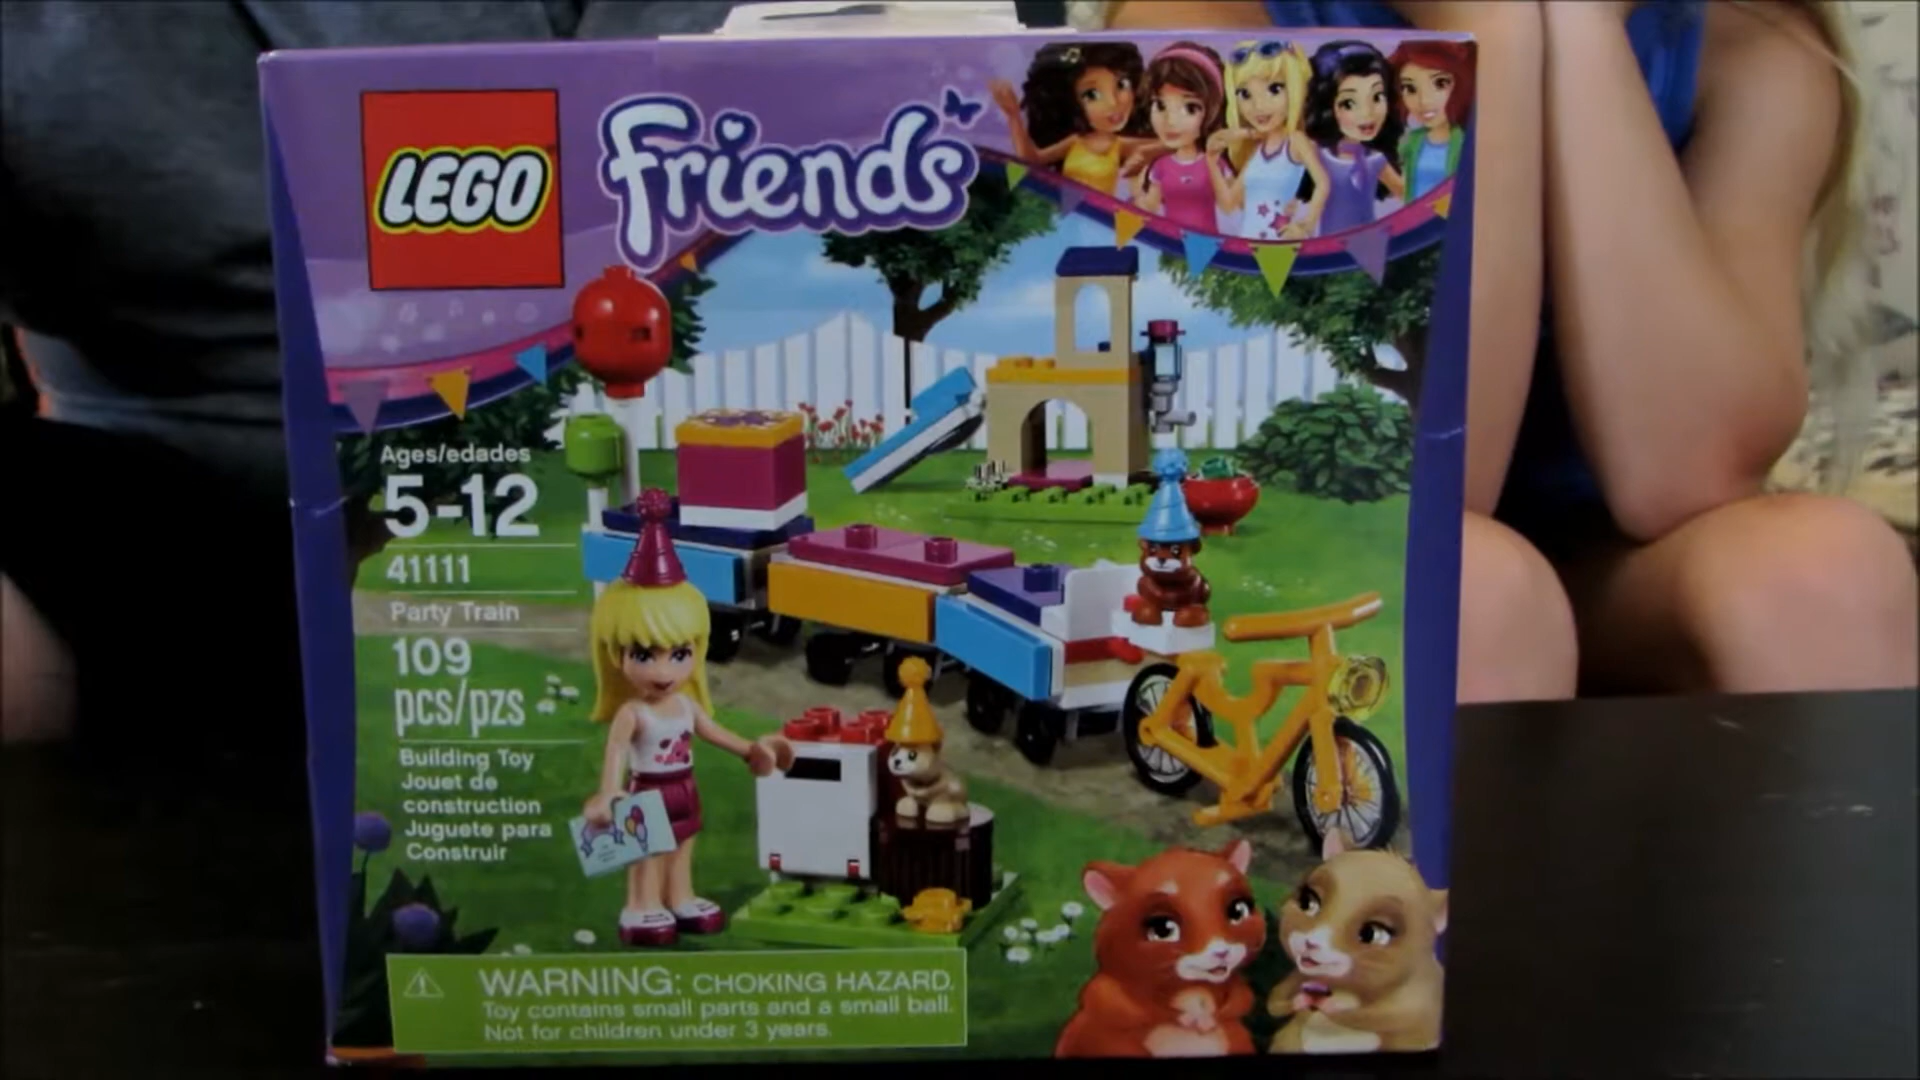 LEGO
friends
Ages/edades
5-12
41111
Party Train
109
pcs/pzs
Building Toy
Jouet de
construction
Juguete para
Construir
WARNING: CHOKING HAZARD.
Toy contains small parts and a small ball.
Not for children under 3 years.